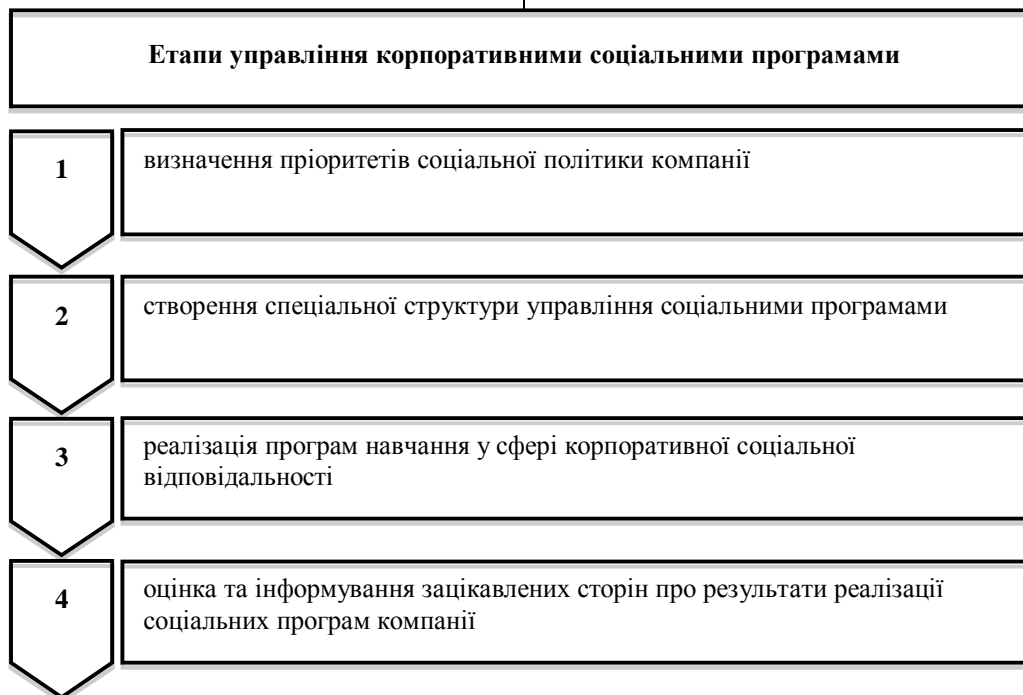 Етапи управління корпоративними соціальними програмами
1
визначення пріоритетів соціальної політики компанії
2
створення спеціальної структури управління соціальними програмами
3
реалізація програм навчання у сфері корпоративної соціальної
відповідальності
4
оцінка та інформування зацікавлених сторін про результати реалізації
соціальних програм компанії